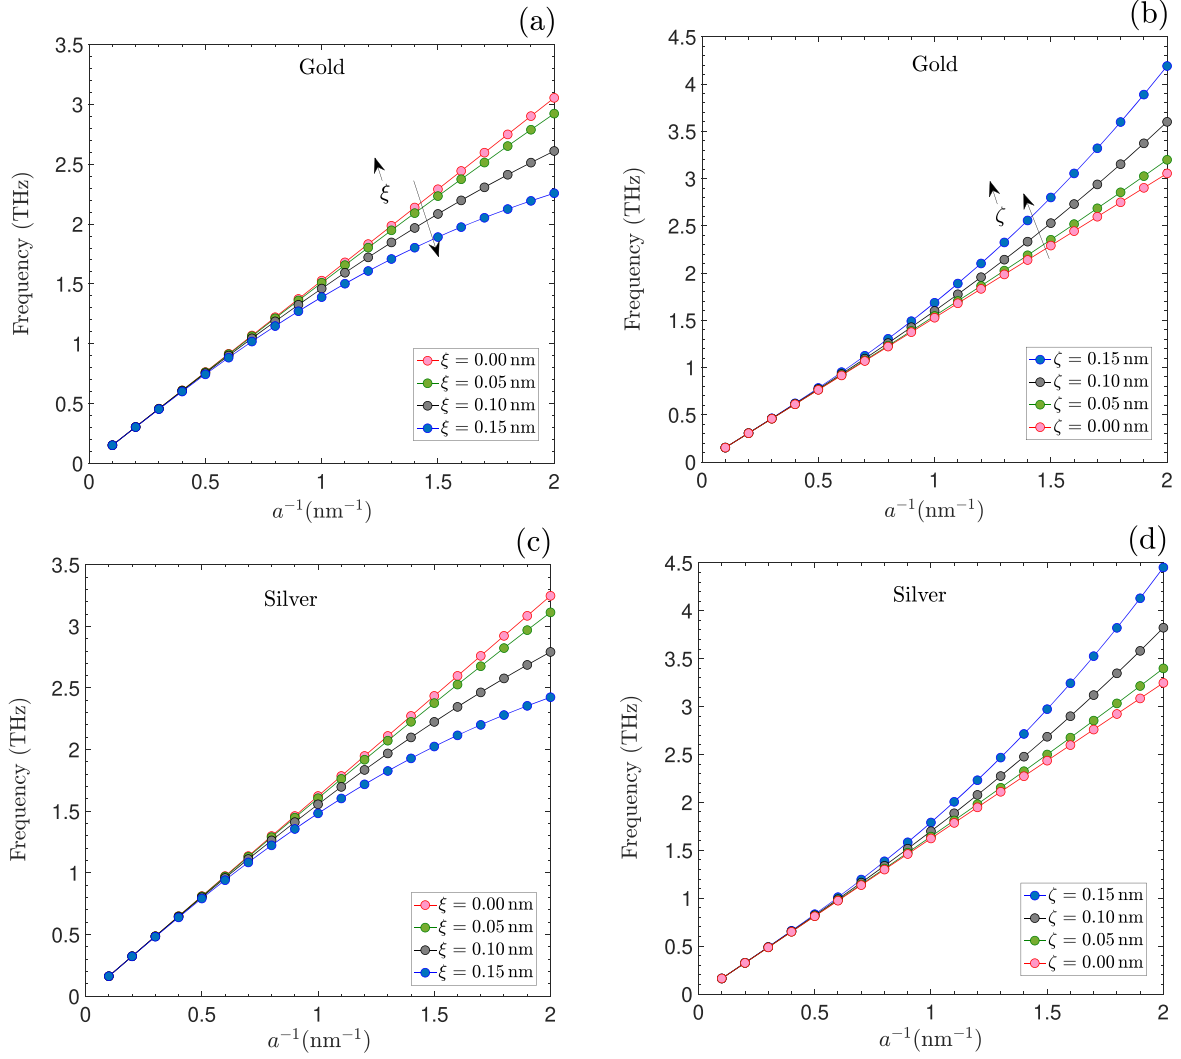 (a)
Gold
3.5
3
2.5
2
1.5
1
0.5
0
Frequency (THz)
ξ
ξ = 0.00 nm
ξ = 0.05 nm
ξ = 0.10 nm
ξ = 0.15 nm
0 0.5 1 1.5 2
a⁻¹(nm⁻¹)
(b)
Gold
4.5
4
3.5
3
2.5
2
1.5
1
0.5
0
Frequency (THz)
ζ
ζ = 0.15 nm
ζ = 0.10 nm
ζ = 0.05 nm
ζ = 0.00 nm
0 0.5 1 1.5 2
a⁻¹(nm⁻¹)
(c)
Silver
3.5
3
2.5
2
1.5
1
0.5
0
Frequency (THz)
ξ = 0.00 nm
ξ = 0.05 nm
ξ = 0.10 nm
ξ = 0.15 nm
0 0.5 1 1.5 2
a⁻¹(nm⁻¹)
(d)
Silver
4.5
4
3.5
3
2.5
2
1.5
1
0.5
0
Frequency (THz)
ζ = 0.15 nm
ζ = 0.10 nm
ζ = 0.05 nm
ζ = 0.00 nm
0 0.5 1 1.5 2
a⁻¹(nm⁻¹)